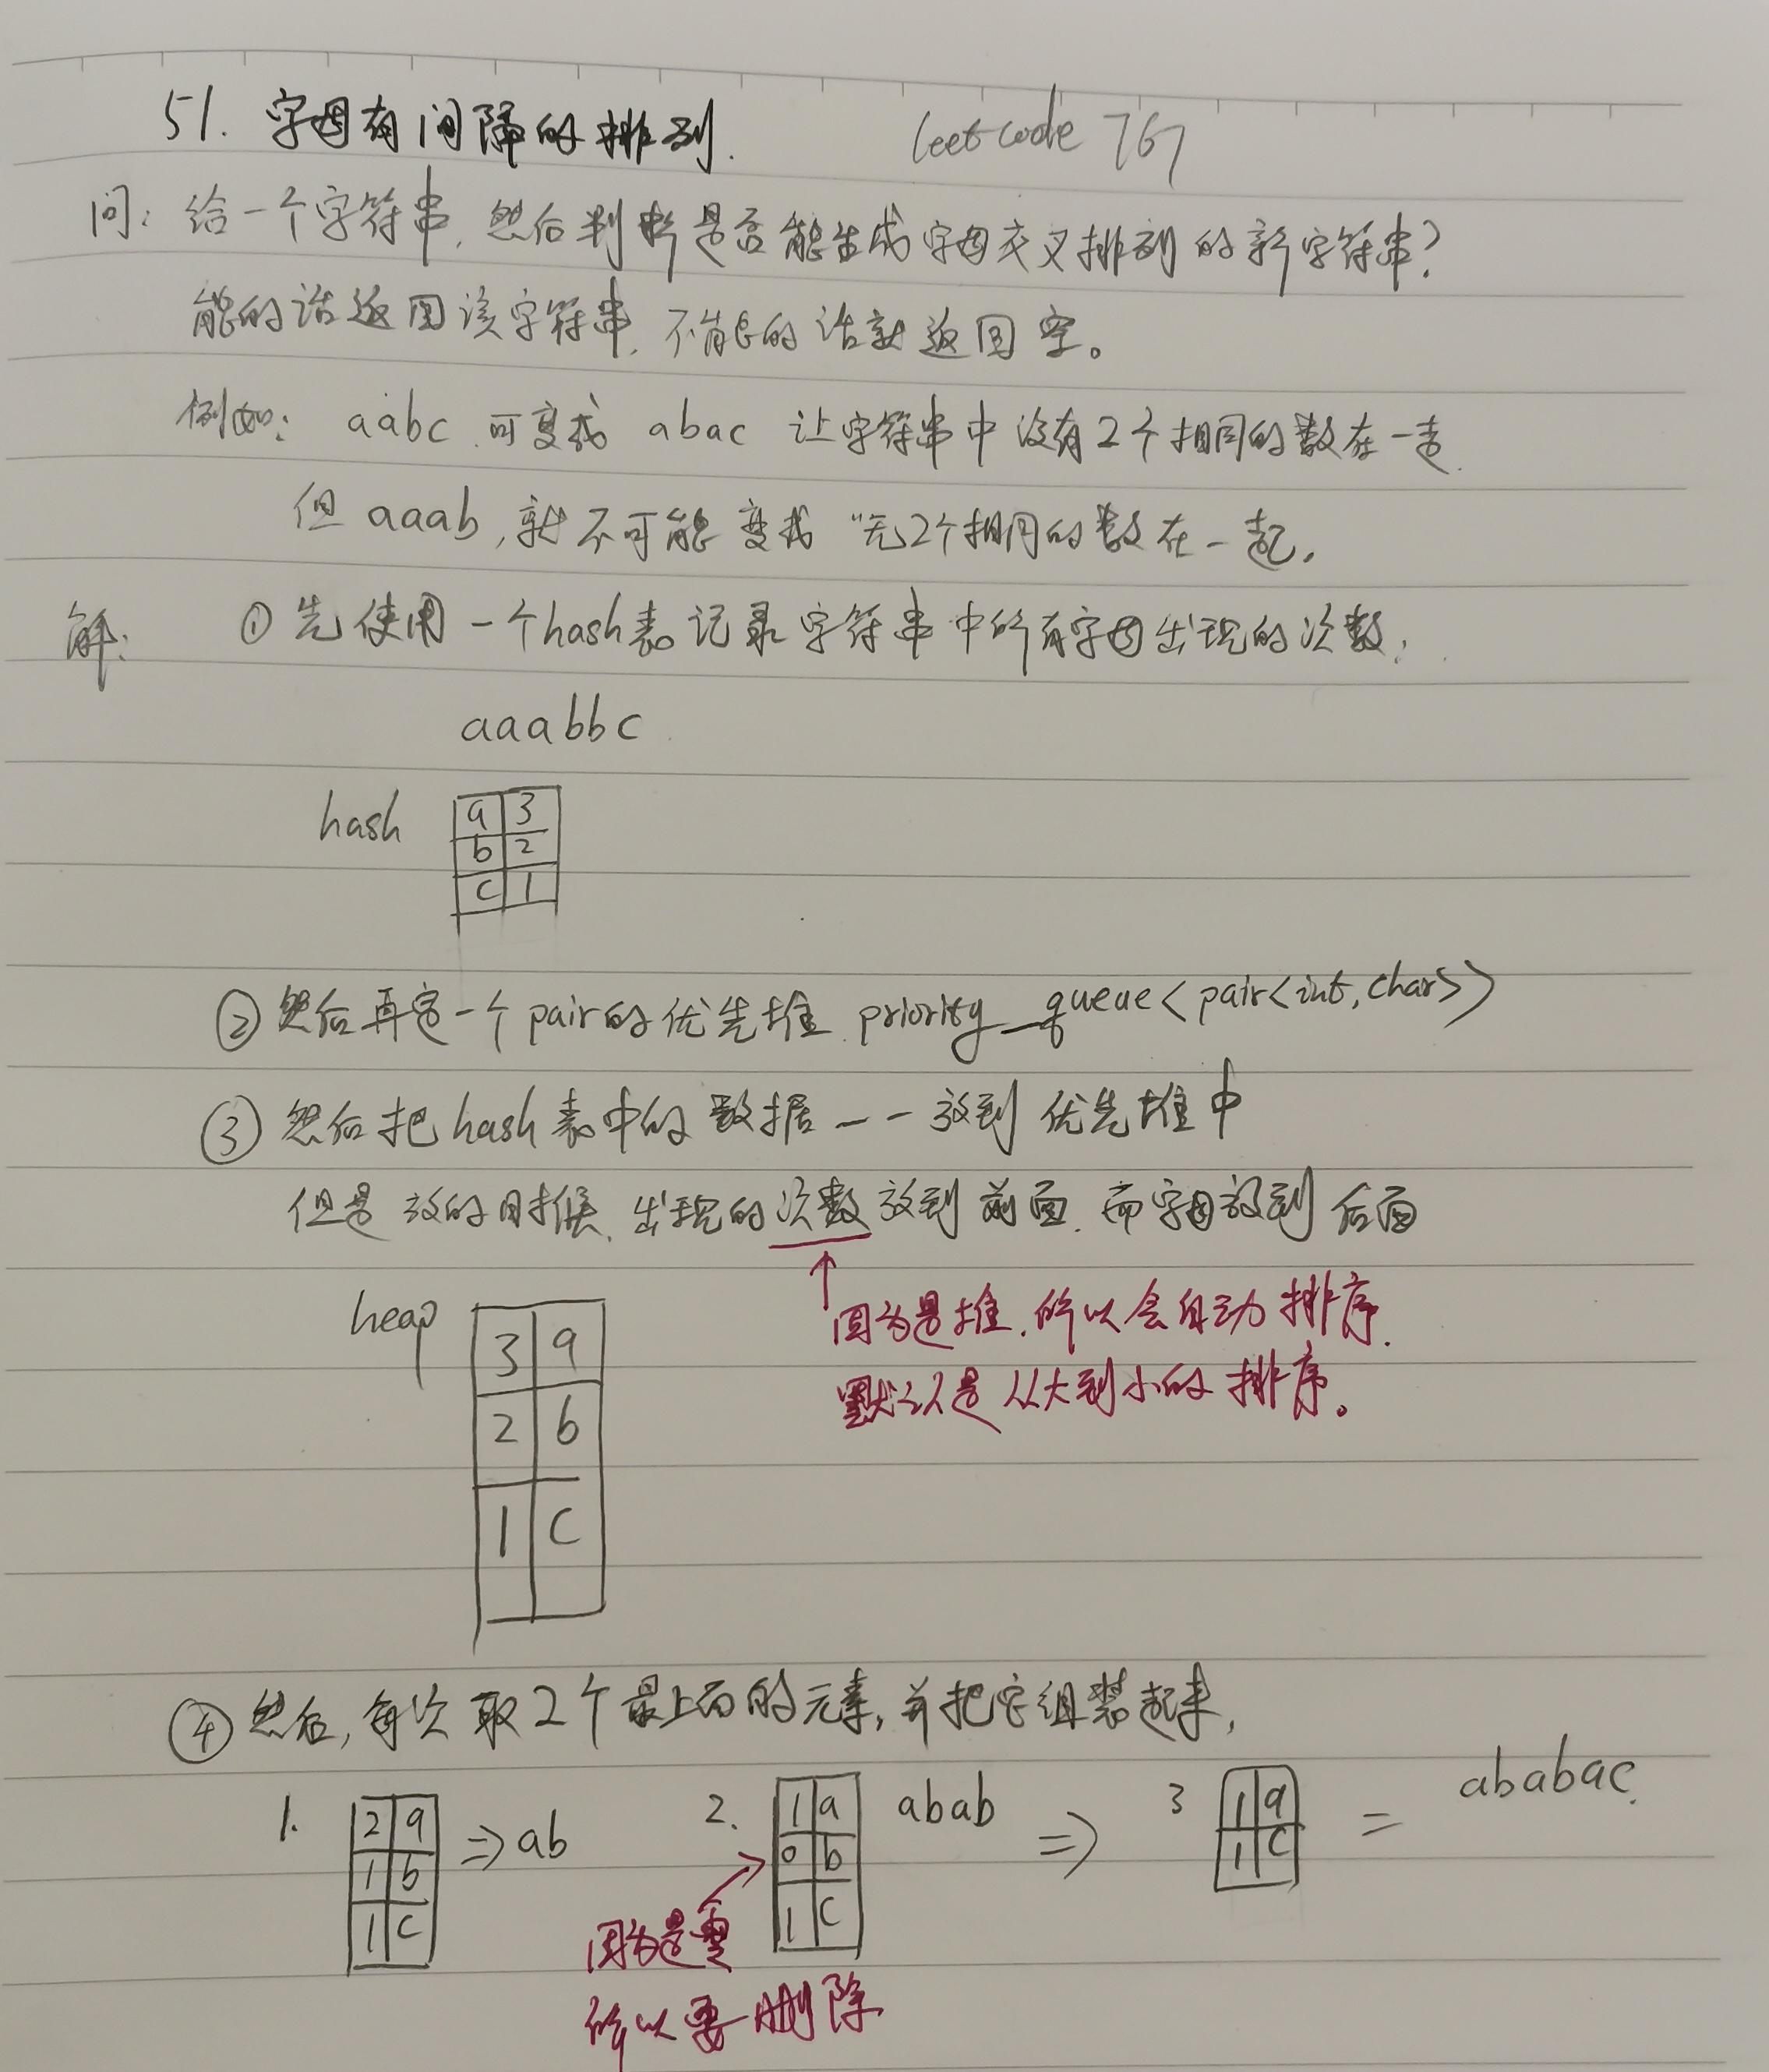 51. 字母有间隔的排列. leetcode 767
问: 给一个字符串, 然后判断是否能生成字母交叉排列的新字符串?
能的话返回该字符串, 不能的话就返回空。
例如: aabc 可变成 abac 让字符串中没有2个相同的数在一起.
但 aaab, 就不可能变成 "无2个相同的数在一起.
解: ① 先使用一个hash表记录字符串中所有字母出现的次数.
aaabbc
hash
a 3
b 2
c 1
② 然后再定一个pair的优先堆. priority_queue<pair<int,char>>
③ 然后把hash表中的数据一一放到优先堆中
但是放的时候, 出现的次数放到前面, 而字母放到后面
因为是堆, 所以会自动排序.
默认是从大到小的排序。
heap
3 a
2 b
1 c
④ 然后, 每次取2个最上面的元素, 并把字组装起来,
1.
2 a
1 b
1 c
⇒ ab
2.
1 a
0 b
1 c
abab ⇒
3
1 a
1 c
= ababac.
因为是零
所以要删除